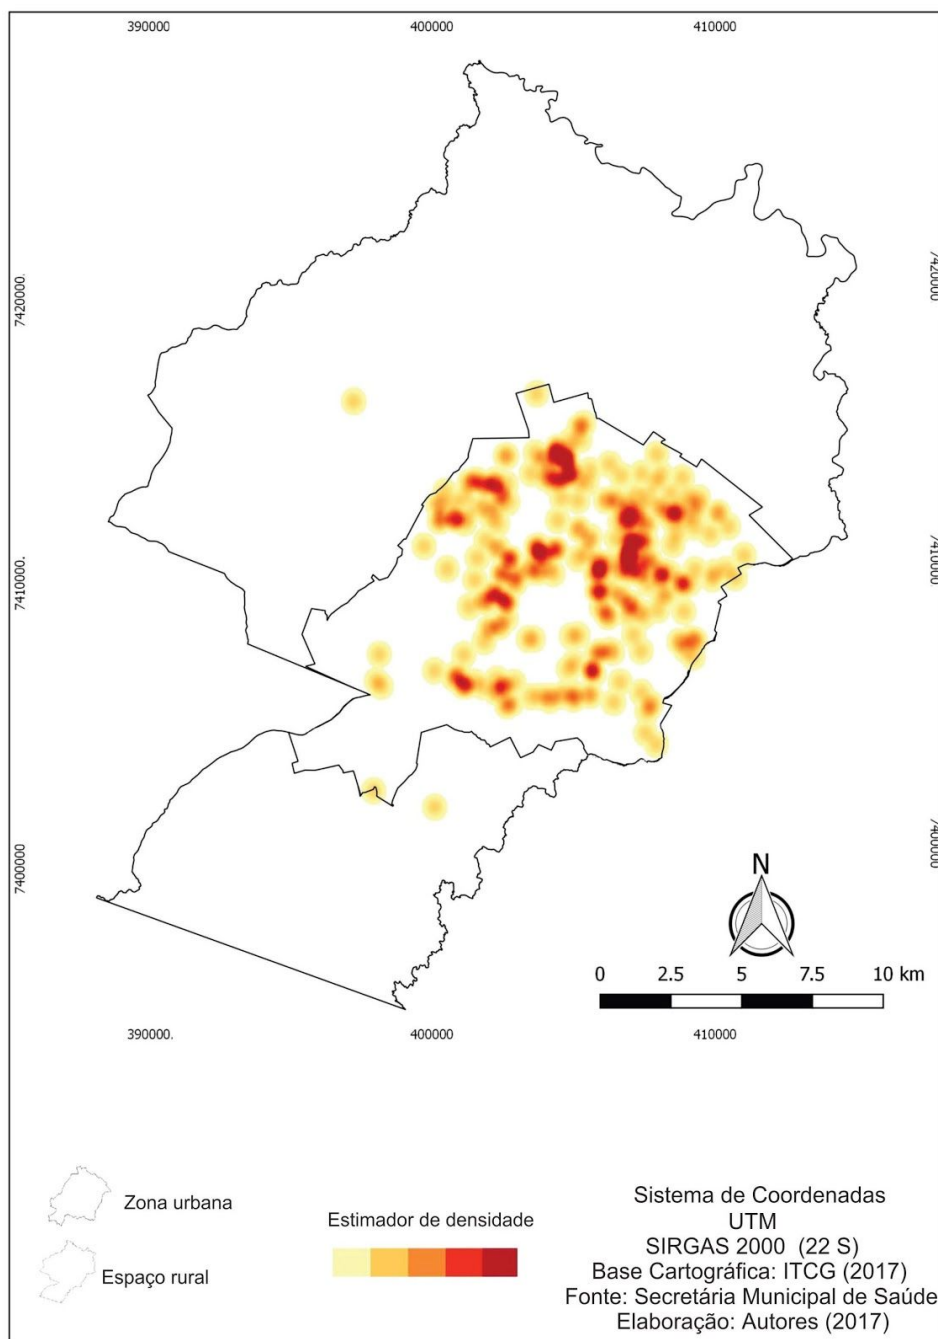 390000
400000
410000
7420000
7420000
7410000.
7410000
7400000
7400000
N
0 2.5 5 7.5 10 km
390000.
400000
410000
Zona urbana
Espaço rural
Estimador de densidade
Sistema de Coordenadas
UTM
SIRGAS 2000 (22 S)
Base Cartográfica: ITCG (2017)
Fonte: Secretária Municipal de Saúde
Elaboração: Autores (2017)